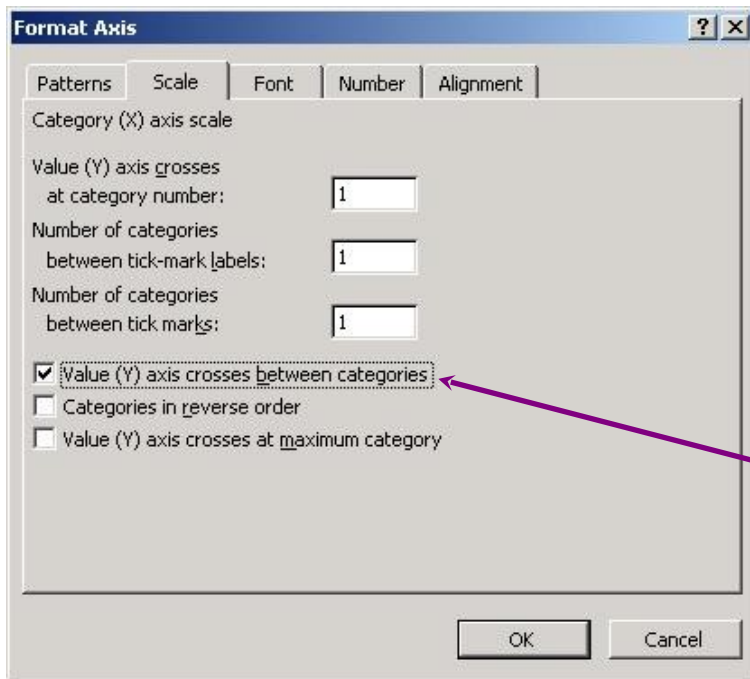 Format Axis
Patterns Scale Font Number Alignment
Category (X) axis scale
Value (Y) axis crosses
at category number: 1
Number of categories
between tick-mark labels: 1
Number of categories
between tick marks: 1
Value (Y) axis crosses between categories
Categories in reverse order
Value (Y) axis crosses at maximum category
OK Cancel